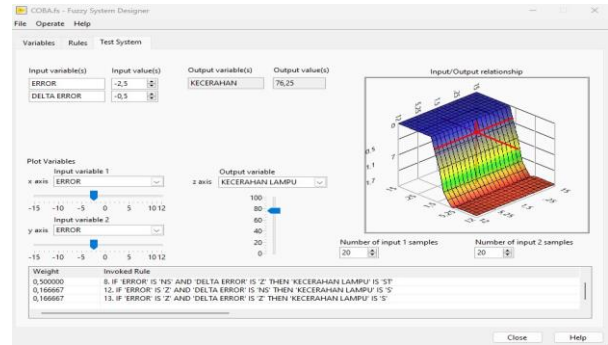 COBA.fs - Fuzzy System Designer
File Operate Help
Variables Rules Test System
Input variable(s) Input value(s) Output variable(s) Output value(s) Input/Output relationship
ERROR -2,5 KECERAHAN 76,25
DELTA ERROR -0,5
Plot Variables
Input variable 1 Output variable
x axis ERROR z axis KECERAHAN LAMPU
-15 -10 -5 0 5 10 12
100
80
60
40
20
0
Input variable 2
y axis ERROR
-15 -10 -5 0 5 10 12
Number of input 1 samples Number of input 2 samples
20 20
Weight Invoked Rule
0,500000 8. IF 'ERROR' IS 'NS' AND 'DELTA ERROR' IS 'Z' THEN 'KECERAHAN LAMPU' IS 'ST'
0,166667 12. IF 'ERROR' IS 'Z' AND 'DELTA ERROR' IS 'NS' THEN 'KECERAHAN LAMPU' IS 'S'
0,166667 13. IF 'ERROR' IS 'Z' AND 'DELTA ERROR' IS 'Z' THEN 'KECERAHAN LAMPU' IS 'S'
Close Help